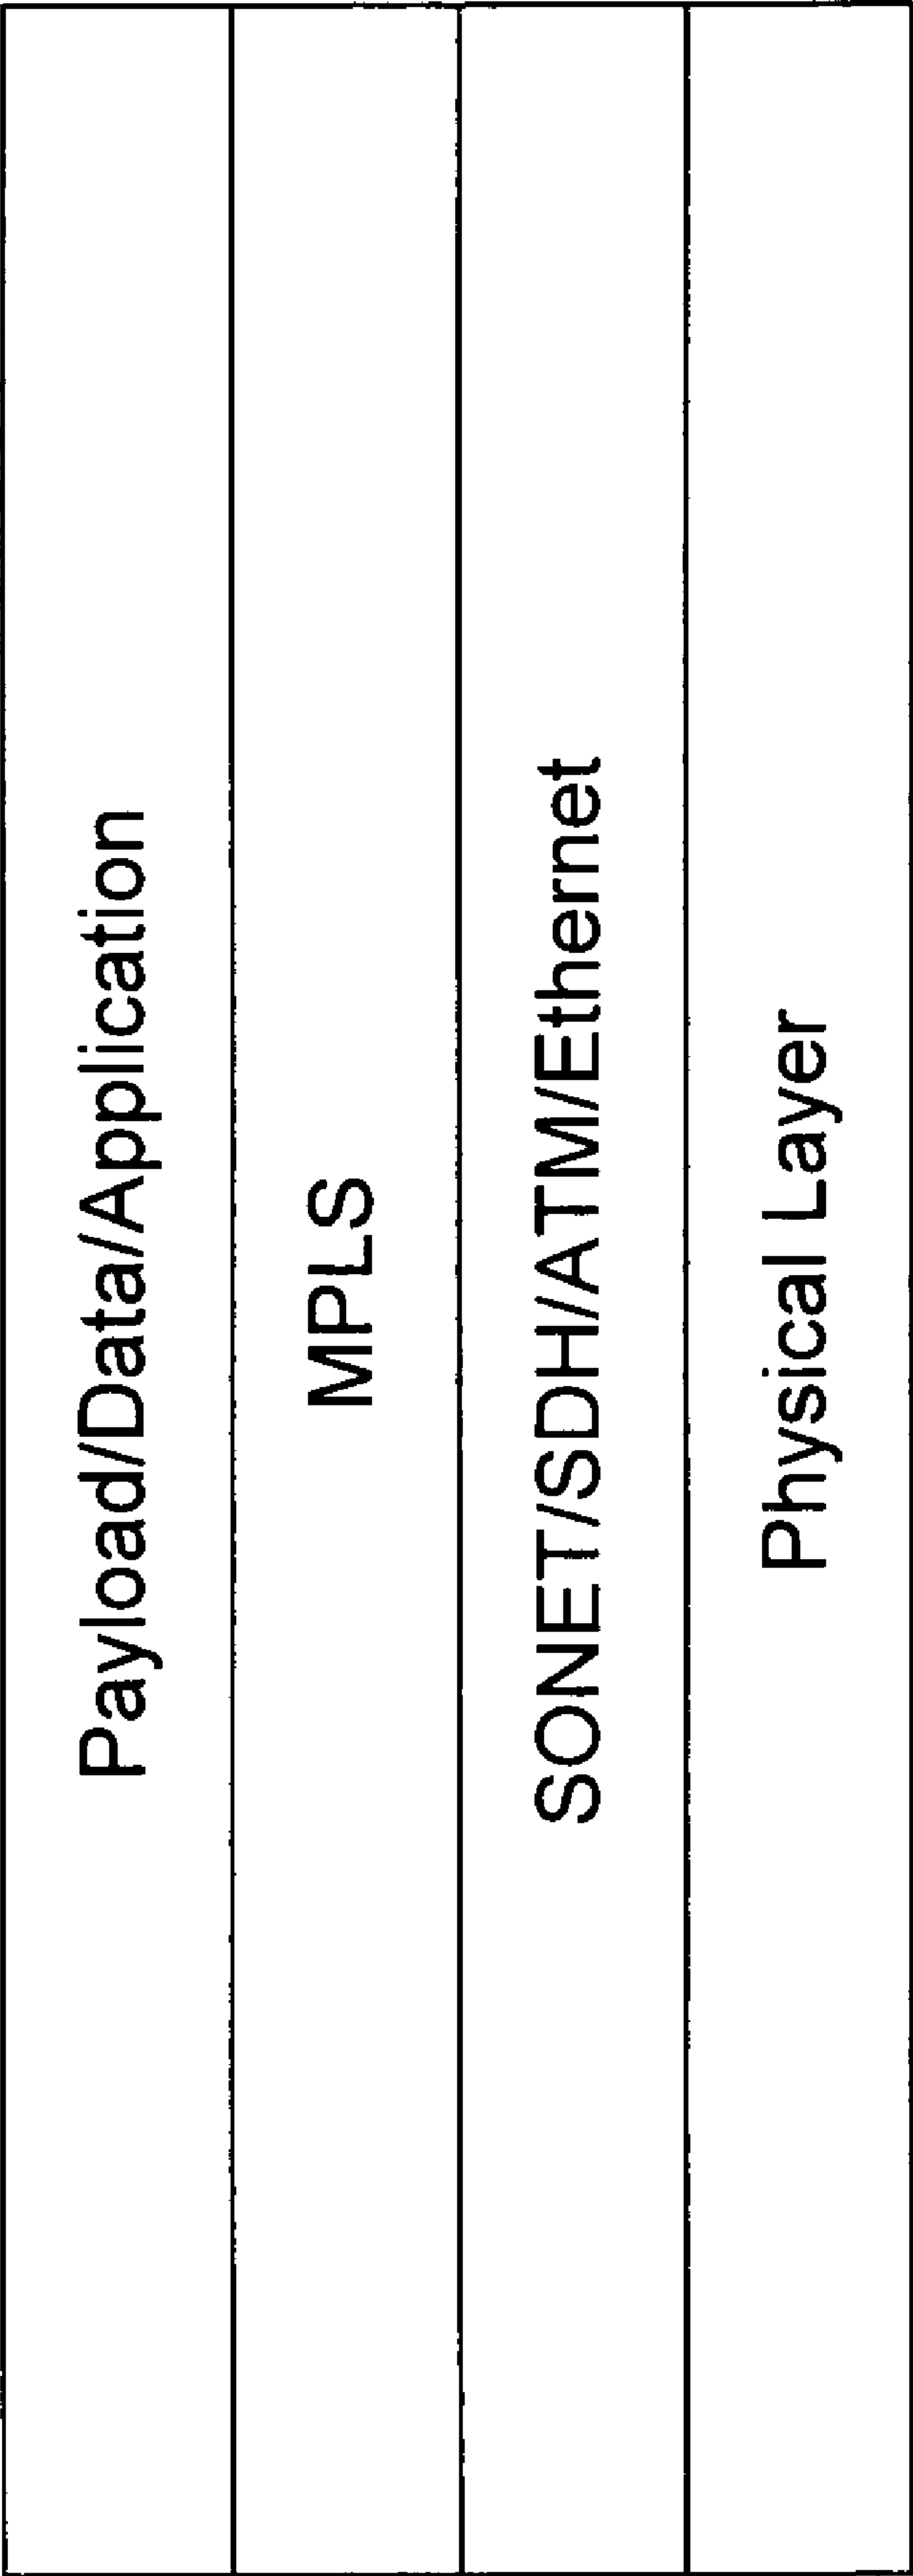 Payload/Data/Application
MPLS
SONET/SDH/ATM/Ethernet
Physical Layer